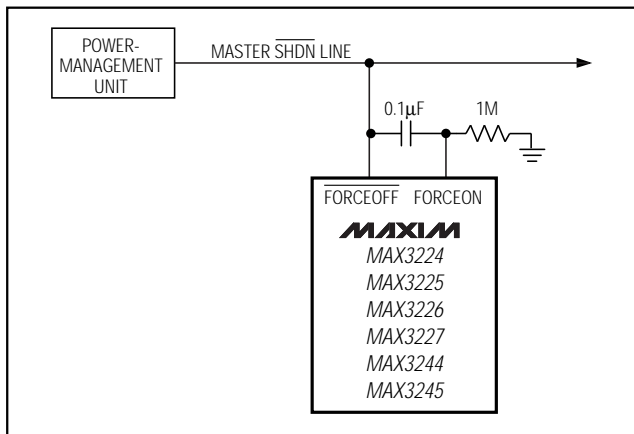 POWER-
MANAGEMENT
UNIT
MASTER SHDN LINE
0.1μF
1M
FORCEOFF FORCEON
MAXIM
MAX3224
MAX3225
MAX3226
MAX3227
MAX3244
MAX3245